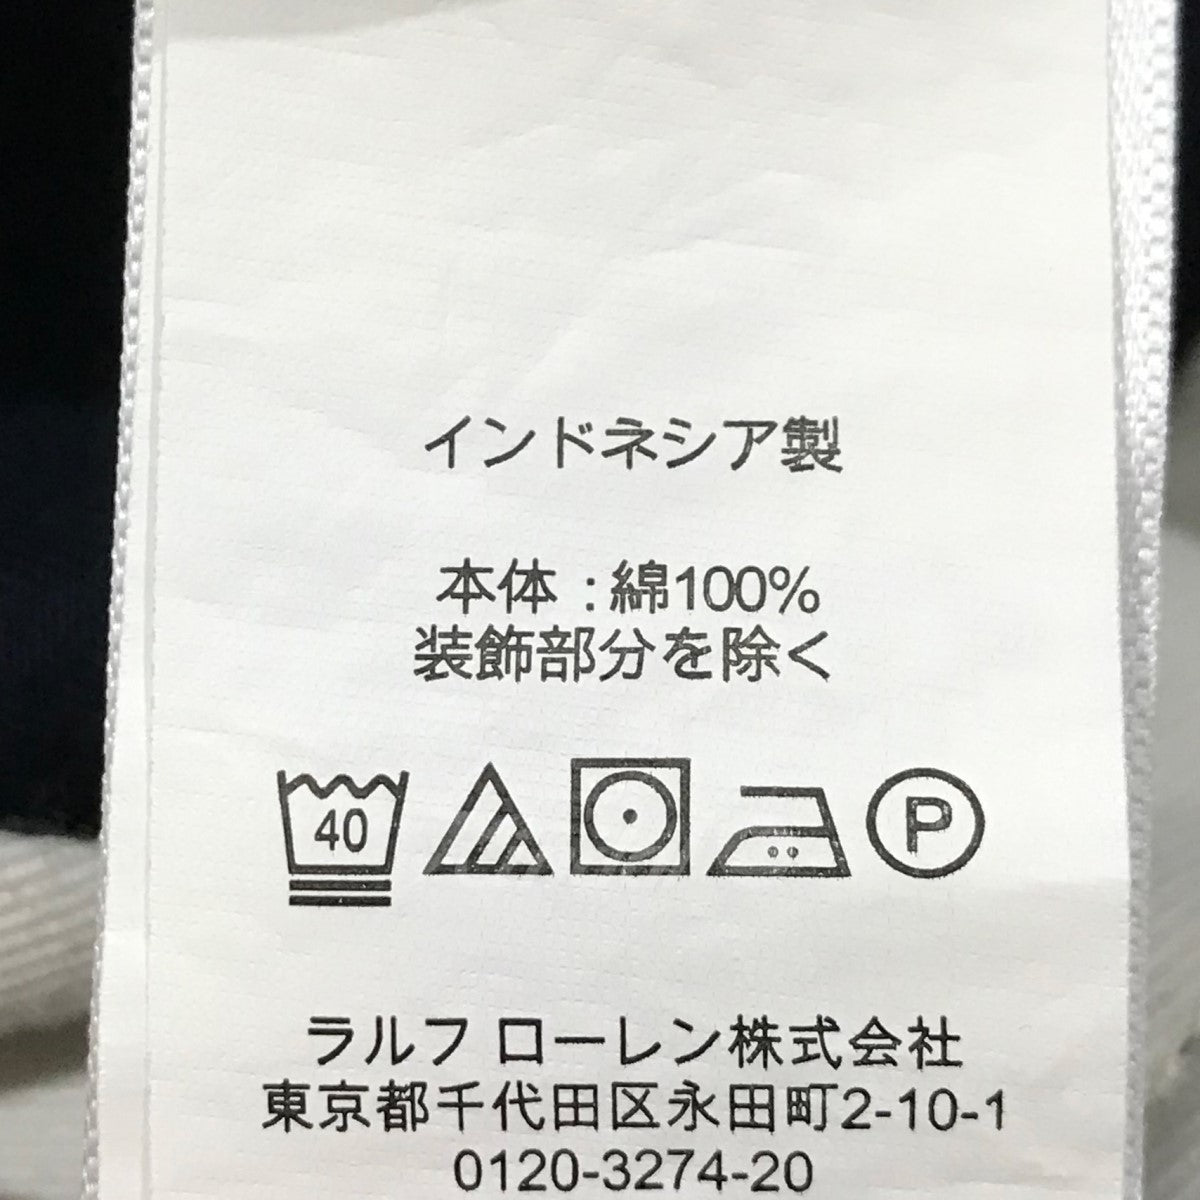 インドネシア製
本体 : 綿100%
装飾部分を除く
40 P
ラルフ ローレン株式会社
東京都千代田区永田町2-10-1
0120-3274-20